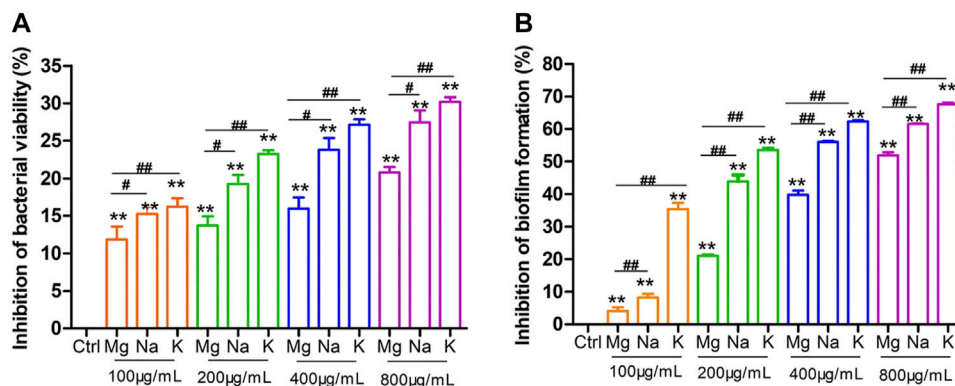 A
Inhibition of bacterial viability (%)
35
30
25
20
15
10
5
0
** ** ** # ##
** ** ** # ##
** ** ** # ##
** ** ** # ##
Ctrl Mg Na K Mg Na K Mg Na K Mg Na K
100μg/mL 200μg/mL 400μg/mL 800μg/mL
B
Inhibition of biofilm formation (%)
80
70
60
50
40
30
20
10
0
** ** ** ## ##
** ** ** ## ##
** ** ** ## ##
** ** ** ## ##
Ctrl Mg Na K Mg Na K Mg Na K Mg Na K
100μg/mL 200μg/mL 400μg/mL 800μg/mL